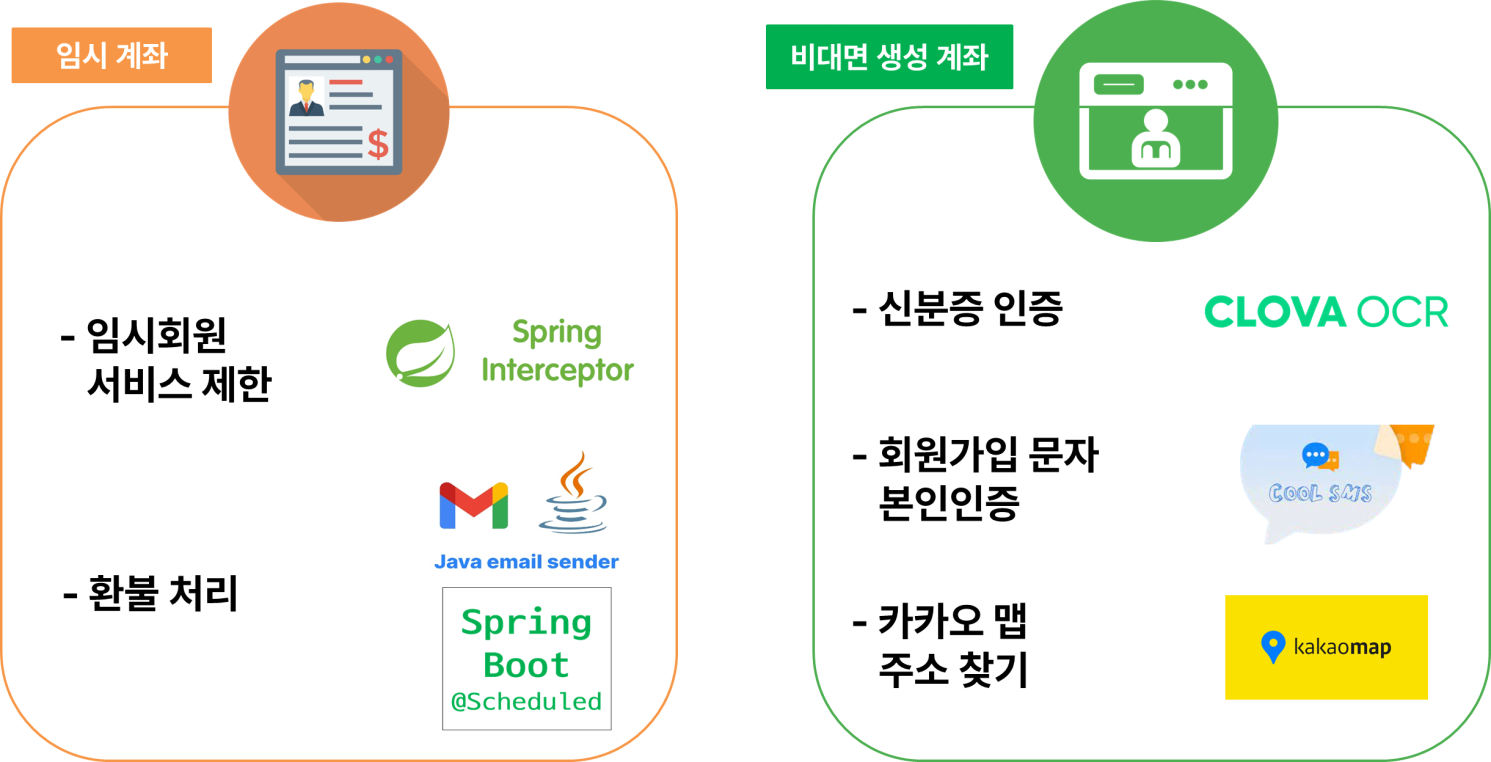 임시 계좌
$
- 임시회원
서비스 제한
Spring
Interceptor
Java email sender
- 환불 처리
Spring
Boot
@Scheduled
비대면 생성 계좌
- 신분증 인증
CLOVA OCR
- 회원가입 문자
본인인증
COOL SMS
- 카카오 맵
주소 찾기
kakaomap